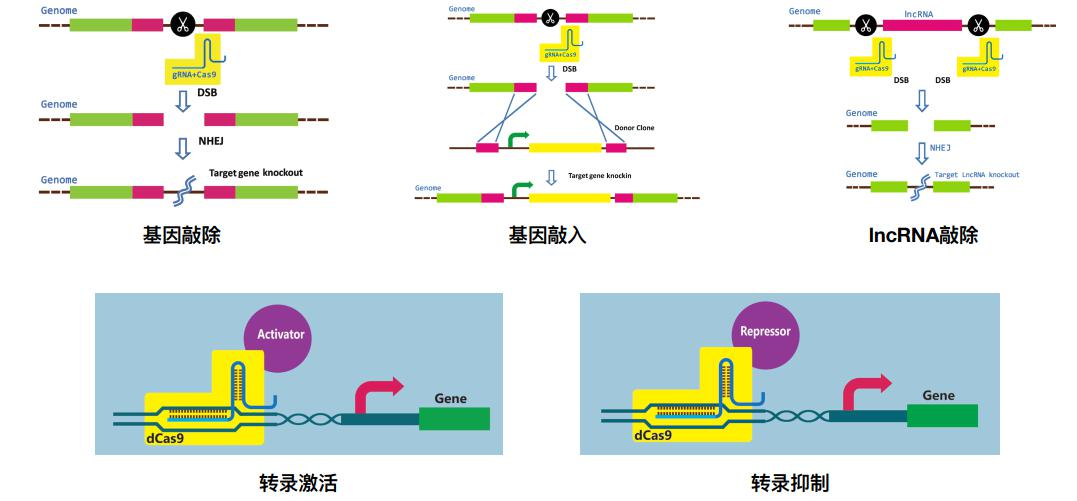 Genome
gRNA+Cas9
DSB
Genome
NHEJ
Target gene knockout
Genome
基因敲除
Genome
gRNA+Cas9
DSB
Genome
Donor Clone
Target gene knockin
Genome
基因敲入
Genome
lncRNA
gRNA+Cas9
gRNA+Cas9
DSB
DSB
Genome
NHEJ
Genome
Target LncRNA knockout
lncRNA敲除
Activator
Gene
dCas9
转录激活
Repressor
Gene
dCas9
转录抑制